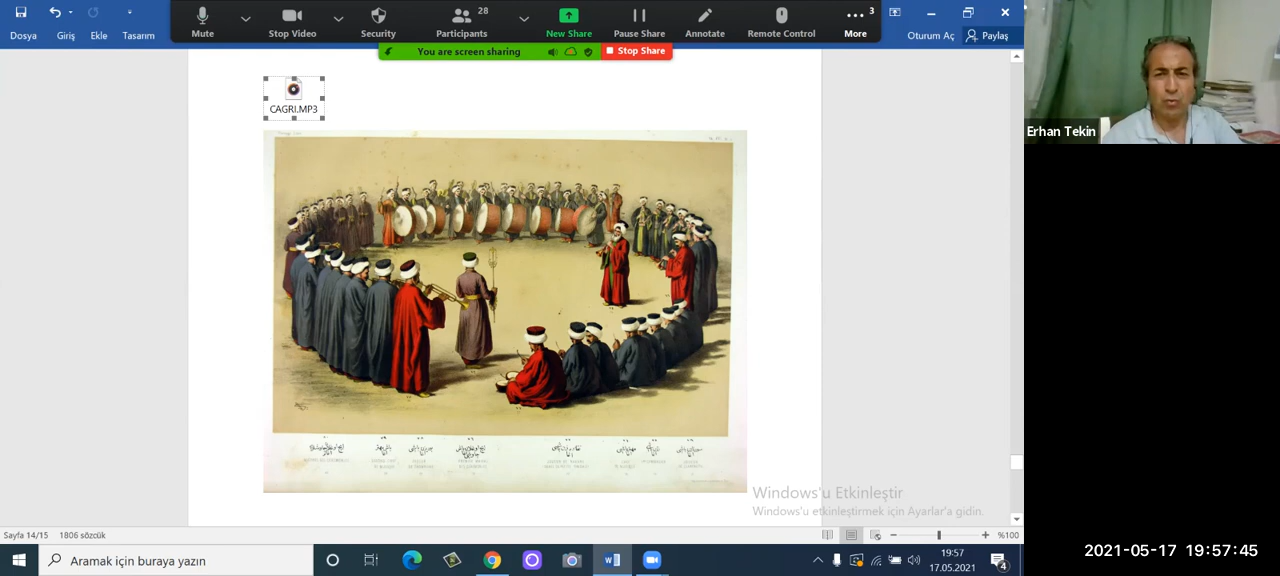 28
3
Mute
Stop Video
Security
Participants
New Share
Pause Share
Annotate
Remote Control
More
Dosya
Giriş
Ekle
Tasarım
Oturum Aç
Paylaş
You are screen sharing
Stop Share
CAGRI.MP3
Erhan Tekin
Windows'u Etkinleştir
Windows'u etkinleştirmek için Ayarlar'a gidin.
Sayfa 14/15
1806 sözcük
%100
Aramak için buraya yazın
W
19:57
17.05.2021
4
2021-05-17 19:57:45